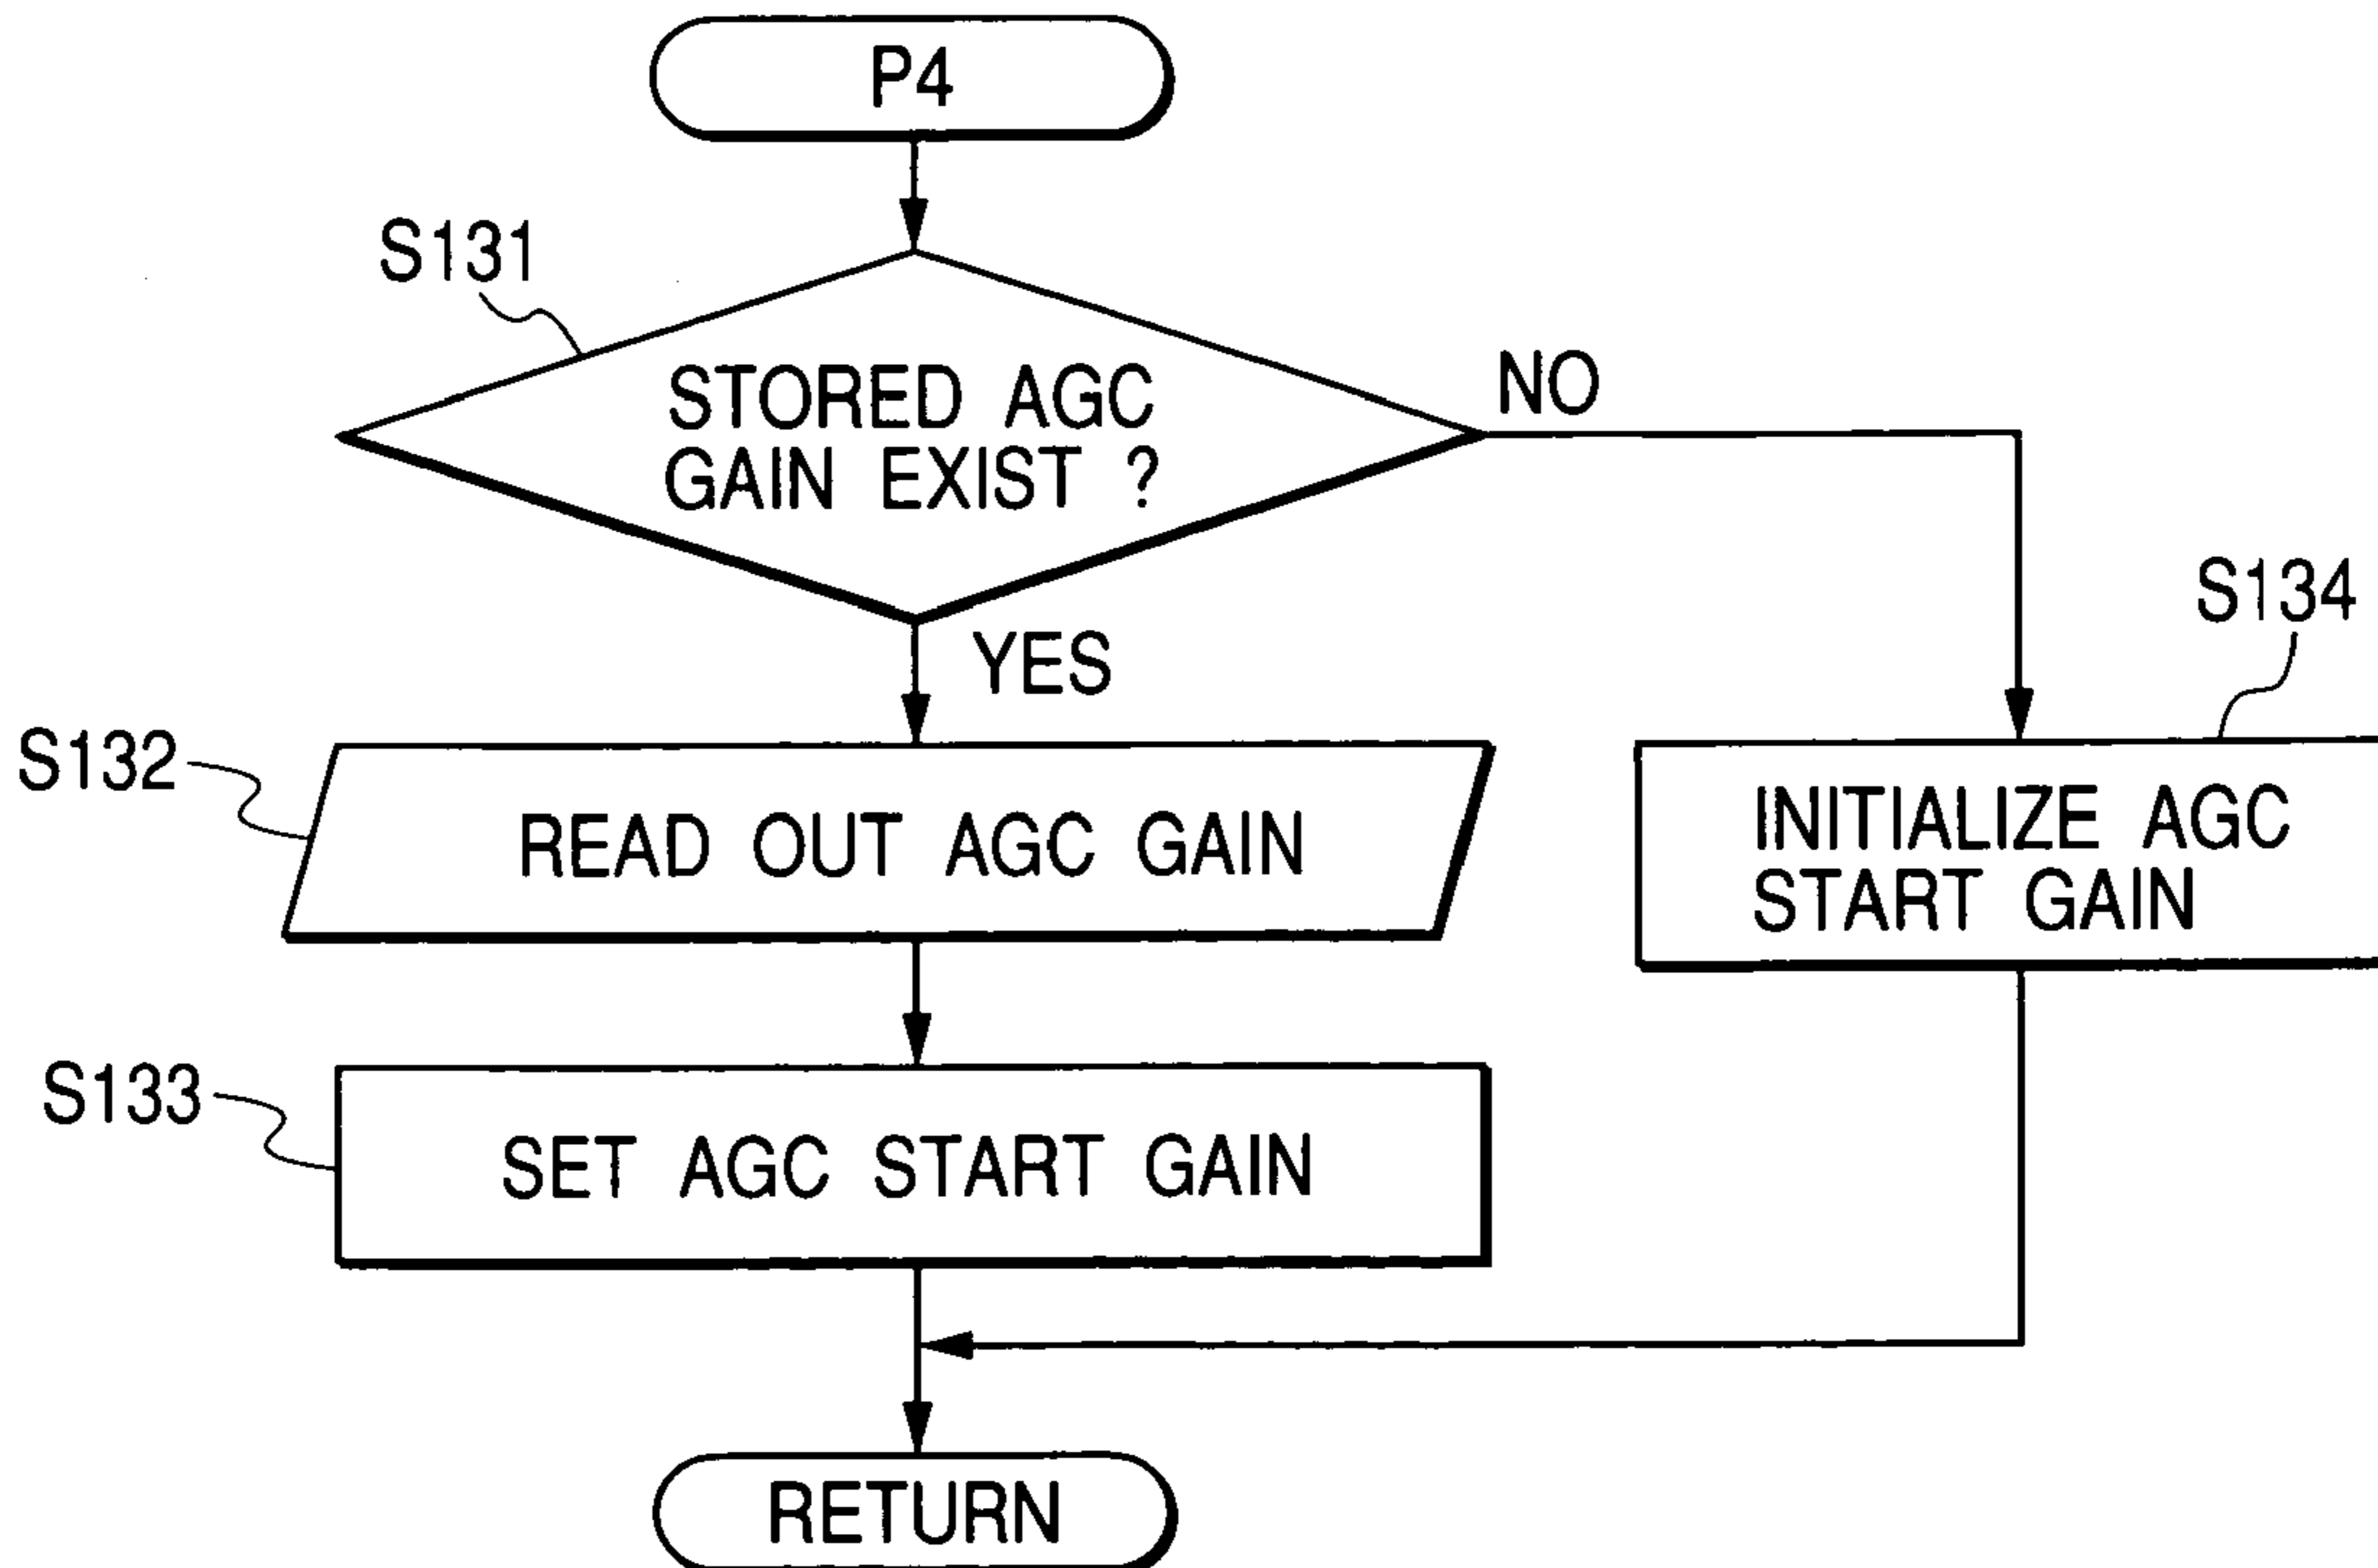 P4
S131
STORED AGC
GAIN EXIST ?
NO
YES
S134
S132
READ OUT AGC GAIN
INITIALIZE AGC
START GAIN
S133
SET AGC START GAIN
RETURN